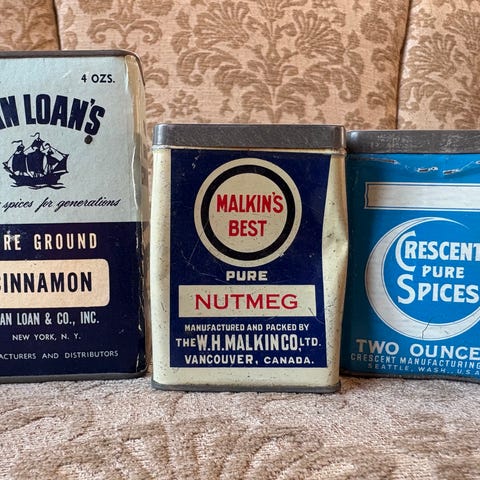 4 OZS.
AN LOAN'S
spices for generations
RE GROUND
CINNAMON
AN LOAN & CO., INC.
NEW YORK, N. Y.
ACTURERS AND DISTRIBUTORS
MALKIN'S
BEST
PURE
NUTMEG
MANUFACTURED AND PACKED BY
THE W.H. MALKIN CO. LTD.
VANCOUVER, CANADA.
CRESCENT
PURE
SPICES
TWO OUNCE
CRESCENT MANUFACTURING
SEATTLE, WASH., U.S.A